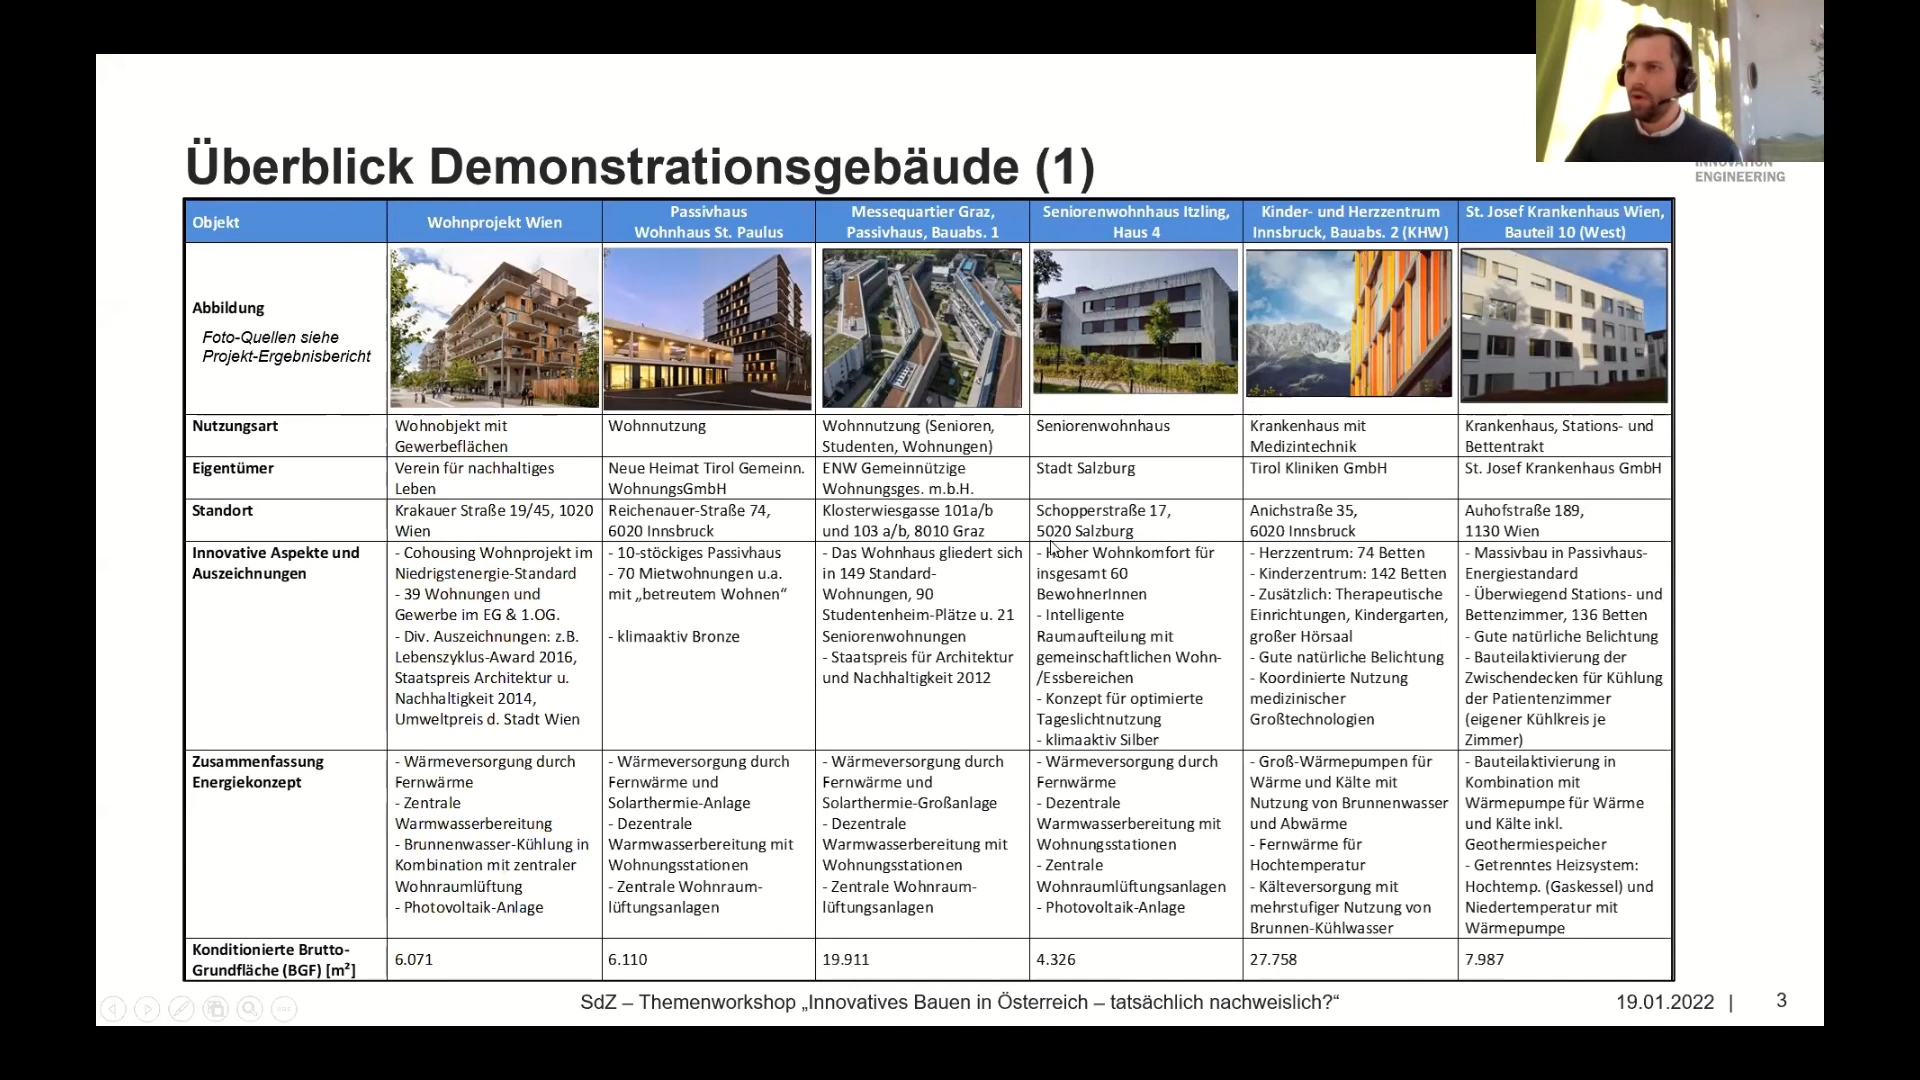 INNOVATION
ENGINEERING
Überblick Demonstrationsgebäude (1)
Objekt
Wohnprojekt Wien
Passivhaus
Wohnhaus St. Paulus
Messequartier Graz,
Passivhaus, Bauabs. 1
Seniorenwohnhaus Itzling,
Haus 4
Kinder- und Herzzentrum
Innsbruck, Bauabs. 2 (KHW)
St. Josef Krankenhaus Wien,
Bauteil 10 (West)
Abbildung
Foto-Quellen siehe
Projekt-Ergebnisbericht
Nutzungsart
Wohnobjekt mit
Gewerbeflächen
Wohnnutzung
Wohnnutzung (Senioren,
Studenten, Wohnungen)
Seniorenwohnhaus
Krankenhaus mit
Medizintechnik
Krankenhaus, Stations- und
Bettentrakt
Eigentümer
Verein für nachhaltiges
Leben
Neue Heimat Tirol Gemeinn.
WohnungsGmbH
ENW Gemeinnützige
Wohnungsges. m.b.H.
Stadt Salzburg
Tirol Kliniken GmbH
St. Josef Krankenhaus GmbH
Standort
Krakauer Straße 19/45, 1020
Wien
Reichenauer-Straße 74,
6020 Innsbruck
Klosterwiesgasse 101a/b
und 103 a/b, 8010 Graz
Schopperstraße 17,
5020 Salzburg
Anichstraße 35,
6020 Innsbruck
Auhofstraße 189,
1130 Wien
Innovative Aspekte und
Auszeichnungen
- Cohousing Wohnprojekt im
Niedrigstenergie-Standard
- 39 Wohnungen und
Gewerbe im EG & 1.OG.
- Div. Auszeichnungen: z.B.
Lebenszyklus-Award 2016,
Staatspreis Architektur u.
Nachhaltigkeit 2014,
Umweltpreis d. Stadt Wien
- 10-stöckiges Passivhaus
- 70 Mietwohnungen u.a.
mit „betreutem Wohnen“
- klimaaktiv Bronze
- Das Wohnhaus gliedert sich
in 149 Standard-
Wohnungen, 90
Studentenheim-Plätze u. 21
Seniorenwohnungen
- Staatspreis für Architektur
und Nachhaltigkeit 2012
- Hoher Wohnkomfort für
insgesamt 60
BewohnerInnen
- Intelligente
Raumaufteilung mit
gemeinschaftlichen Wohn-
/Essbereichen
- Konzept für optimierte
Tageslichtnutzung
- klimaaktiv Silber
- Herzzentrum: 74 Betten
- Kinderzentrum: 142 Betten
- Zusätzlich: Therapeutische
Einrichtungen, Kindergarten,
großer Hörsaal
- Gute natürliche Belichtung
- Koordinierte Nutzung
medizinischer
Großtechnologien
- Massivbau in Passivhaus-
Energiestandard
- Überwiegend Stations- und
Bettenzimmer, 136 Betten
- Gute natürliche Belichtung
- Bauteilaktivierung der
Zwischendecken für Kühlung
der Patientenzimmer
(eigener Kühlkreis je
Zimmer)
Zusammenfassung
Energiekonzept
- Wärmeversorgung durch
Fernwärme
- Zentrale
Warmwasserbereitung
- Brunnenwasser-Kühlung in
Kombination mit zentraler
Wohnraumlüftung
- Photovoltaik-Anlage
- Wärmeversorgung durch
Fernwärme und
Solarthermie-Anlage
- Dezentrale
Warmwasserbereitung mit
Wohnungsstationen
- Zentrale Wohnraum-
lüftungsanlagen
- Wärmeversorgung durch
Fernwärme und
Solarthermie-Großanlage
- Dezentrale
Warmwasserbereitung mit
Wohnungsstationen
- Zentrale Wohnraum-
lüftungsanlagen
- Wärmeversorgung durch
Fernwärme
- Dezentrale
Warmwasserbereitung mit
Wohnungsstationen
- Zentrale
Wohnraumlüftungsanlagen
- Photovoltaik-Anlage
- Groß-Wärmepumpen für
Wärme und Kälte mit
Nutzung von Brunnenwasser
und Abwärme
- Fernwärme für
Hochtemperatur
- Kälteversorgung mit
mehrstufiger Nutzung von
Brunnen-Kühlwasser
- Bauteilaktivierung in
Kombination mit
Wärmepumpe für Wärme
und Kälte inkl.
Geothermiespeicher
- Getrenntes Heizsystem:
Hochtemp. (Gaskessel) und
Niedertemperatur mit
Wärmepumpe
Konditionierte Brutto-
Grundfläche (BGF) [m²]
6.071
6.110
19.911
4.326
27.758
7.987
SdZ – Themenworkshop „Innovatives Bauen in Österreich – tatsächlich nachweislich?“
19.01.2022 | 3